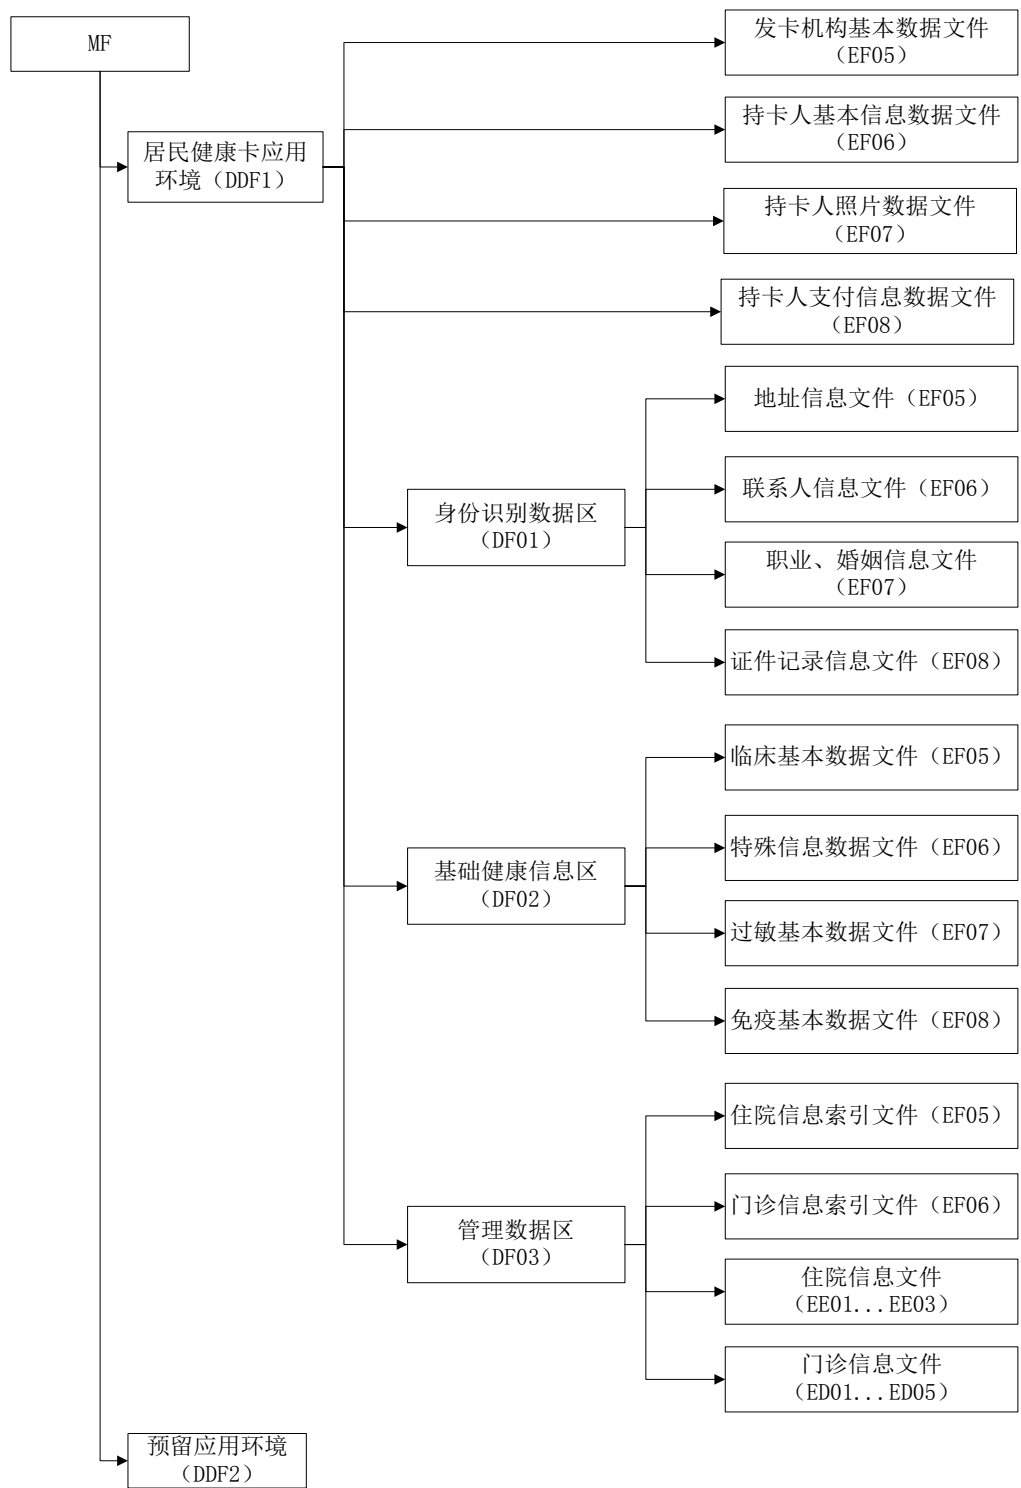 MF
发卡机构基本数据文件
（EF05）
持卡人基本信息数据文件
（EF06）
居民健康卡应用
环境（DDF1）
持卡人照片数据文件
（EF07）
持卡人支付信息数据文件
（EF08）
地址信息文件（EF05）
联系人信息文件（EF06）
身份识别数据区
（DF01）
职业、婚姻信息文件
（EF07）
证件记录信息文件（EF08）
临床基本数据文件（EF05）
特殊信息数据文件（EF06）
基础健康信息区
（DF02）
过敏基本数据文件（EF07）
免疫基本数据文件（EF08）
住院信息索引文件（EF05）
门诊信息索引文件（EF06）
管理数据区
（DF03）
住院信息文件
（EE01...EE03）
门诊信息文件
（ED01...ED05）
预留应用环境
（DDF2）